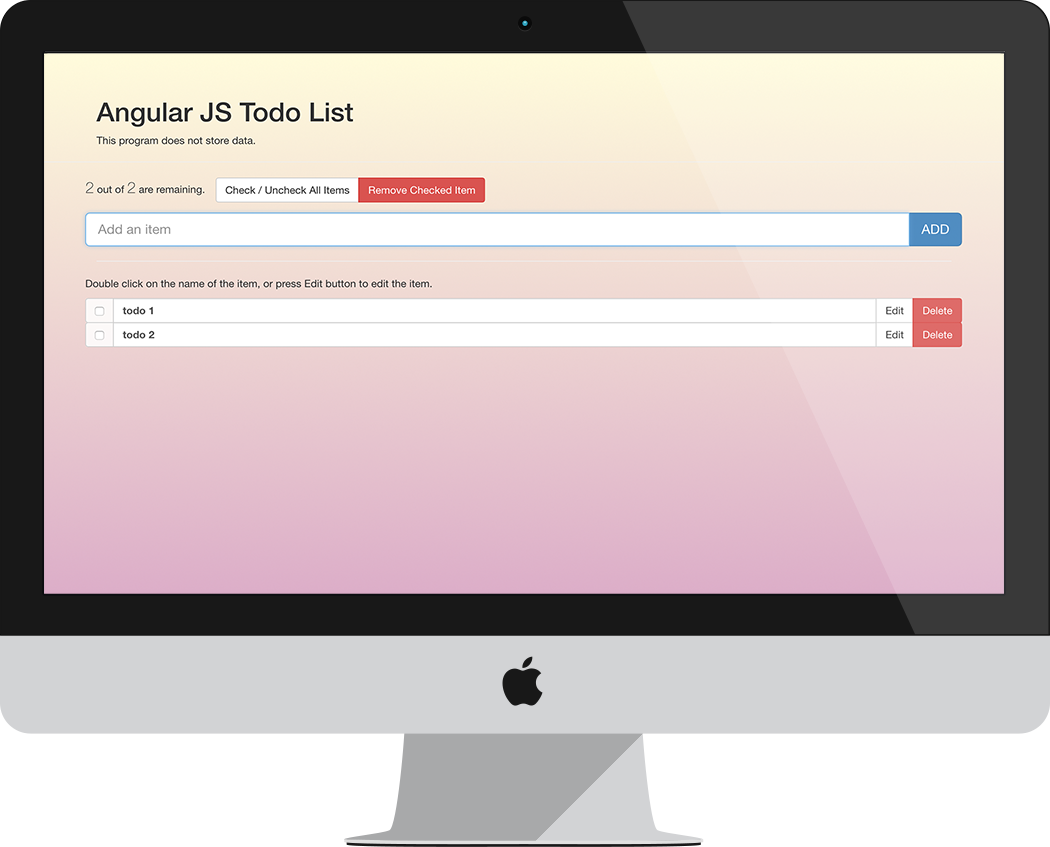 Angular JS Todo List
This program does not store data.
2 out of 2 are remaining. Check / Uncheck All Items Remove Checked Item
Add an item ADD
Double click on the name of the item, or press Edit button to edit the item.
todo 1 Edit Delete
todo 2 Edit Delete